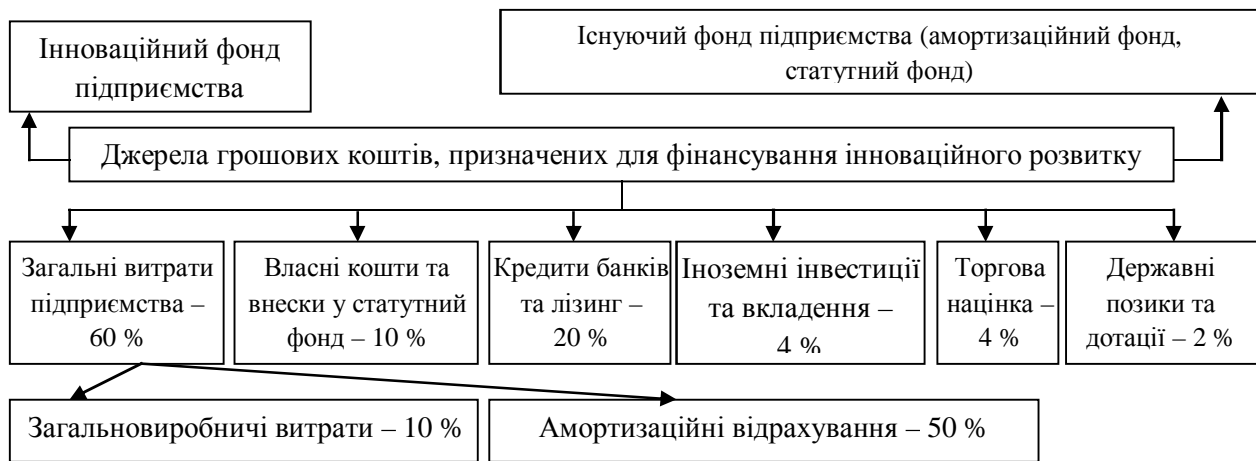 Інноваційний фонд
підприємства
Існуючий фонд підприємства (амортизаційний фонд,
статутний фонд)
Джерела грошових коштів, призначених для фінансування інноваційного розвитку
Загальні витрати
підприємства –
60 %
Власні кошти та
внески у статутний
фонд – 10 %
Кредити банків
та лізинг –
20 %
Іноземні інвестиції
та вкладення –
4 %
Торгова
націнка –
4 %
Державні
позики та
дотації – 2 %
Загальновиробничі витрати – 10 %
Амортизаційні відрахування – 50 %